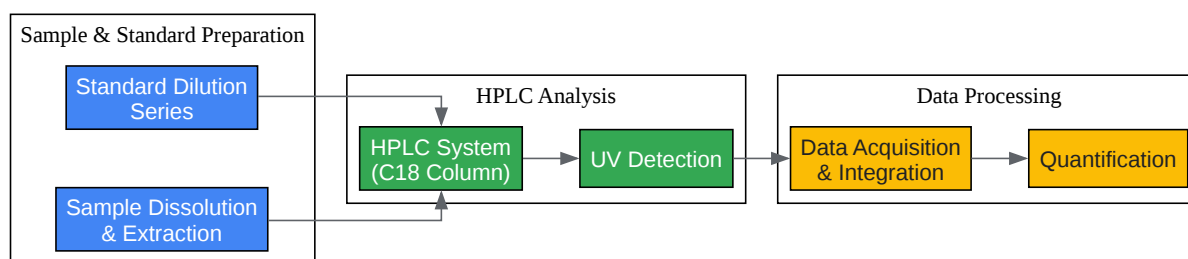 Sample & Standard Preparation
Standard Dilution
Series
Sample Dissolution
& Extraction
HPLC Analysis
HPLC System
(C18 Column)
UV Detection
Data Processing
Data Acquisition
& Integration
Quantification